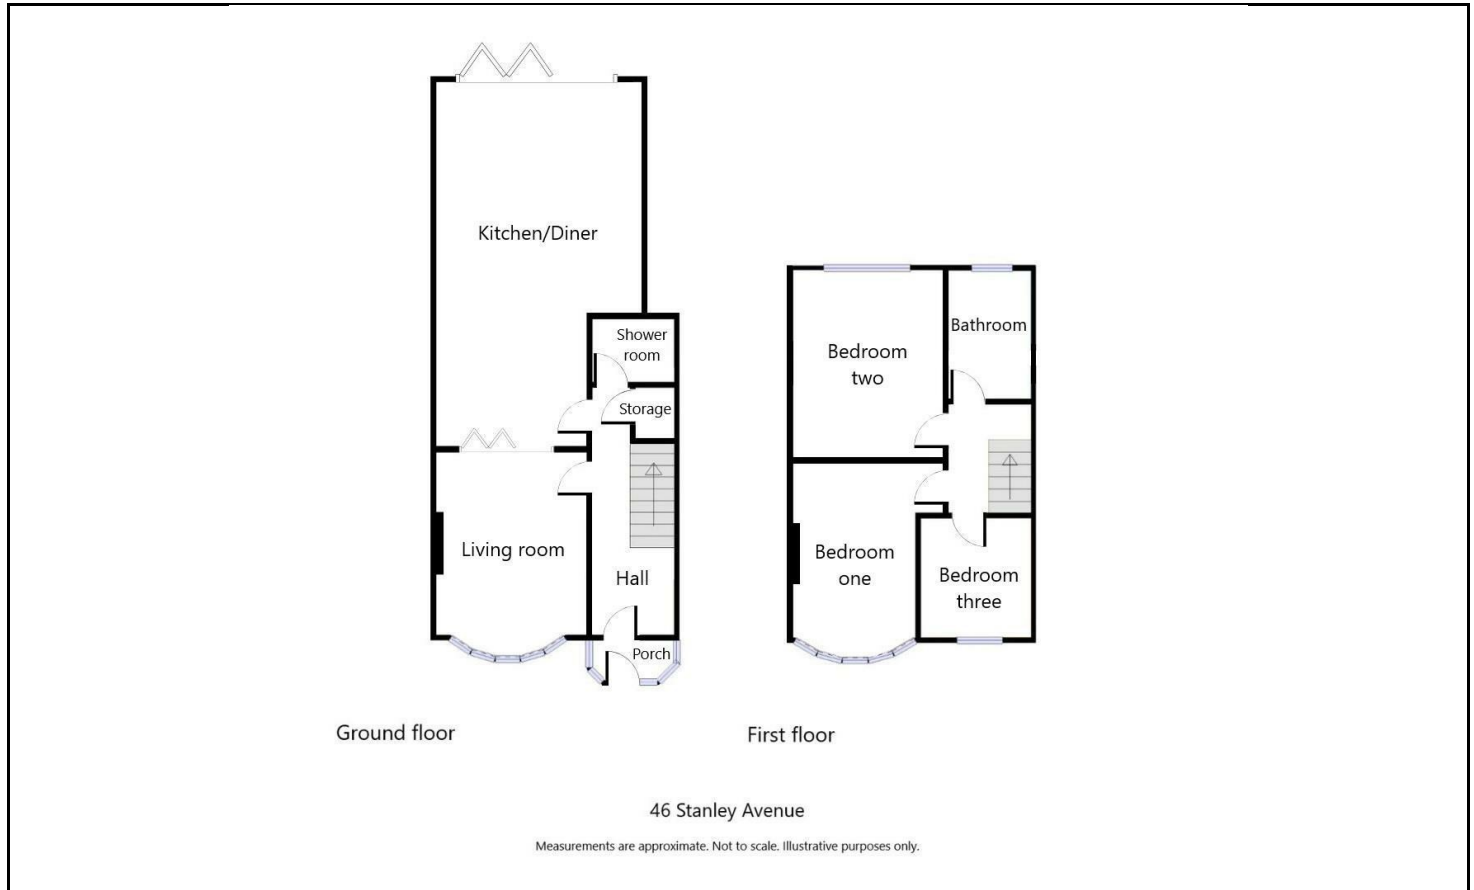 Kitchen/Diner
Shower
room
Storage
Living room
Hall
Porch
Ground floor
Bedroom
two
Bathroom
Bedroom
one
Bedroom
three
First floor
46 Stanley Avenue
Measurements are approximate. Not to scale. Illustrative purposes only.